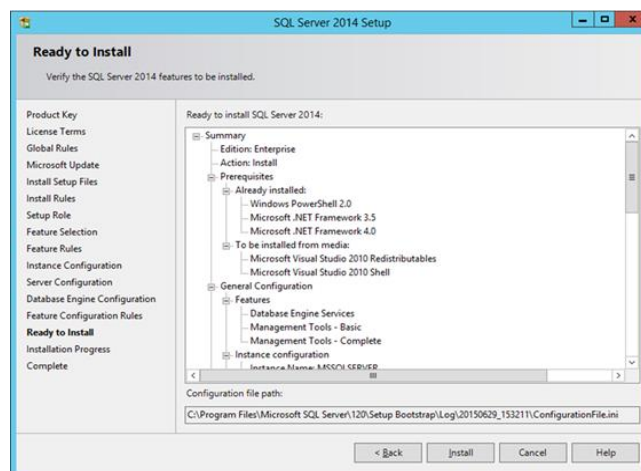 SQL Server 2014 Setup
Ready to Install
Verify the SQL Server 2014 features to be installed.
Product Key
License Terms
Global Rules
Microsoft Update
Install Setup Files
Install Rules
Setup Role
Feature Selection
Feature Rules
Instance Configuration
Server Configuration
Database Engine Configuration
Feature Configuration Rules
Ready to Install
Installation Progress
Complete
Ready to install SQL Server 2014:
Summary
Edition: Enterprise
Action: Install
Prerequisites
Already installed:
Windows PowerShell 2.0
Microsoft .NET Framework 3.5
Microsoft .NET Framework 4.0
To be installed from media:
Microsoft Visual Studio 2010 Redistributables
Microsoft Visual Studio 2010 Shell
General Configuration
Features
Database Engine Services
Management Tools - Basic
Management Tools - Complete
Instance configuration
Instance Name: MSSQLSERVER
Configuration file path:
C:\Program Files\Microsoft SQL Server\120\Setup Bootstrap\Log\20150629_153211\ConfigurationFile.ini
< Back
Install
Cancel
Help